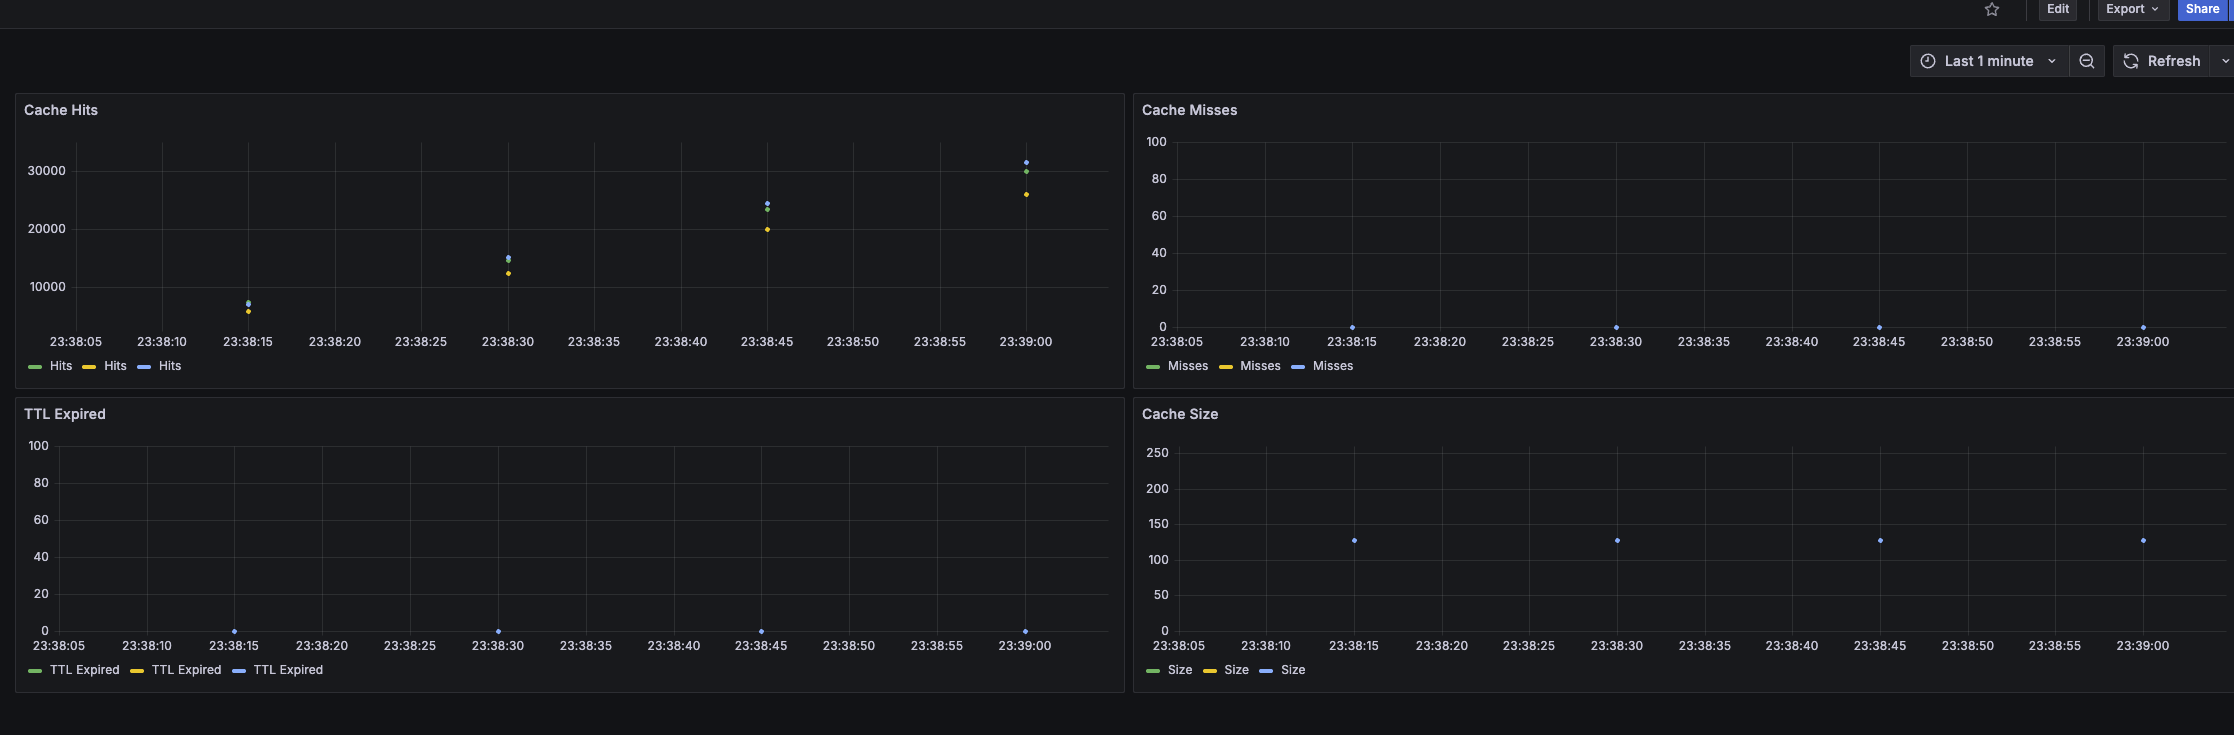 Edit Export Share
Last 1 minute Refresh
Cache Hits
30000
20000
10000
23:38:05 23:38:10 23:38:15 23:38:20 23:38:25 23:38:30 23:38:35 23:38:40 23:38:45 23:38:50 23:38:55 23:39:00
Hits Hits Hits
Cache Misses
100
80
60
40
20
0
23:38:05 23:38:10 23:38:15 23:38:20 23:38:25 23:38:30 23:38:35 23:38:40 23:38:45 23:38:50 23:38:55 23:39:00
Misses Misses Misses
TTL Expired
100
80
60
40
20
0
23:38:05 23:38:10 23:38:15 23:38:20 23:38:25 23:38:30 23:38:35 23:38:40 23:38:45 23:38:50 23:38:55 23:39:00
TTL Expired TTL Expired TTL Expired
Cache Size
250
200
150
100
50
0
23:38:05 23:38:10 23:38:15 23:38:20 23:38:25 23:38:30 23:38:35 23:38:40 23:38:45 23:38:50 23:38:55 23:39:00
Size Size Size